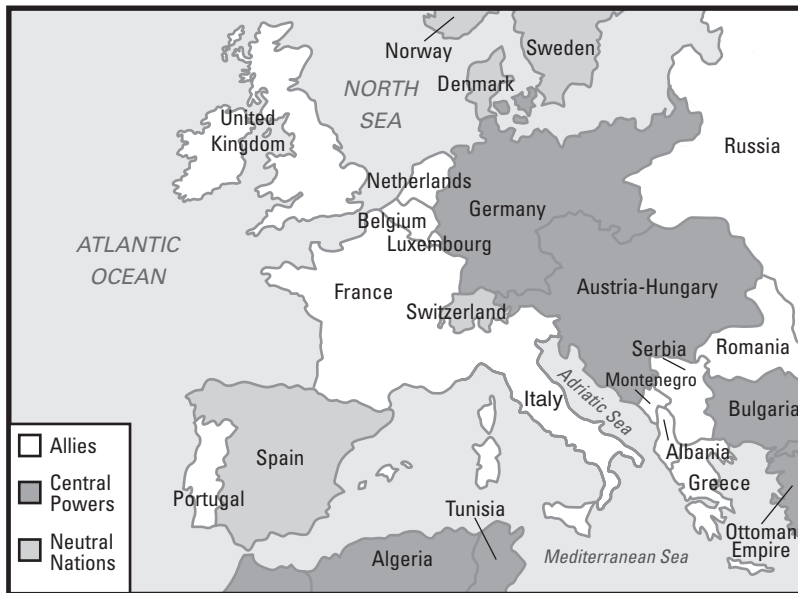 Norway
Sweden
Denmark
NORTH
SEA
United
Kingdom
Russia
Netherlands
Germany
Belgium
Luxembourg
ATLANTIC
OCEAN
France
Austria-Hungary
Switzerland
Serbia
Romania
Montenegro
Adriatic Sea
Italy
Bulgaria
Albania
Greece
Spain
Portugal
Tunisia
Ottoman
Empire
Algeria
Mediterranean Sea
Allies
Central
Powers
Neutral
Nations